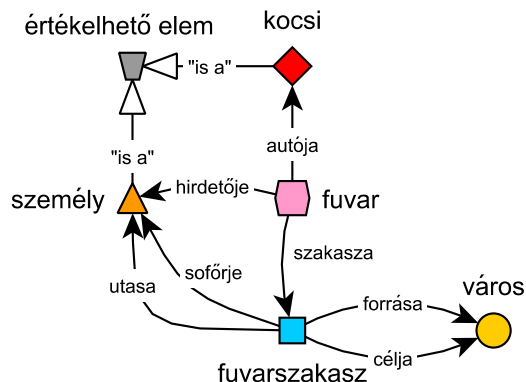 értékelhető elem
kocsi
"is a"
"is a"
autója
személy
hirdetője
fuvar
szakasza
utasa
sofőrje
város
forrása
célja
fuvarszakasz